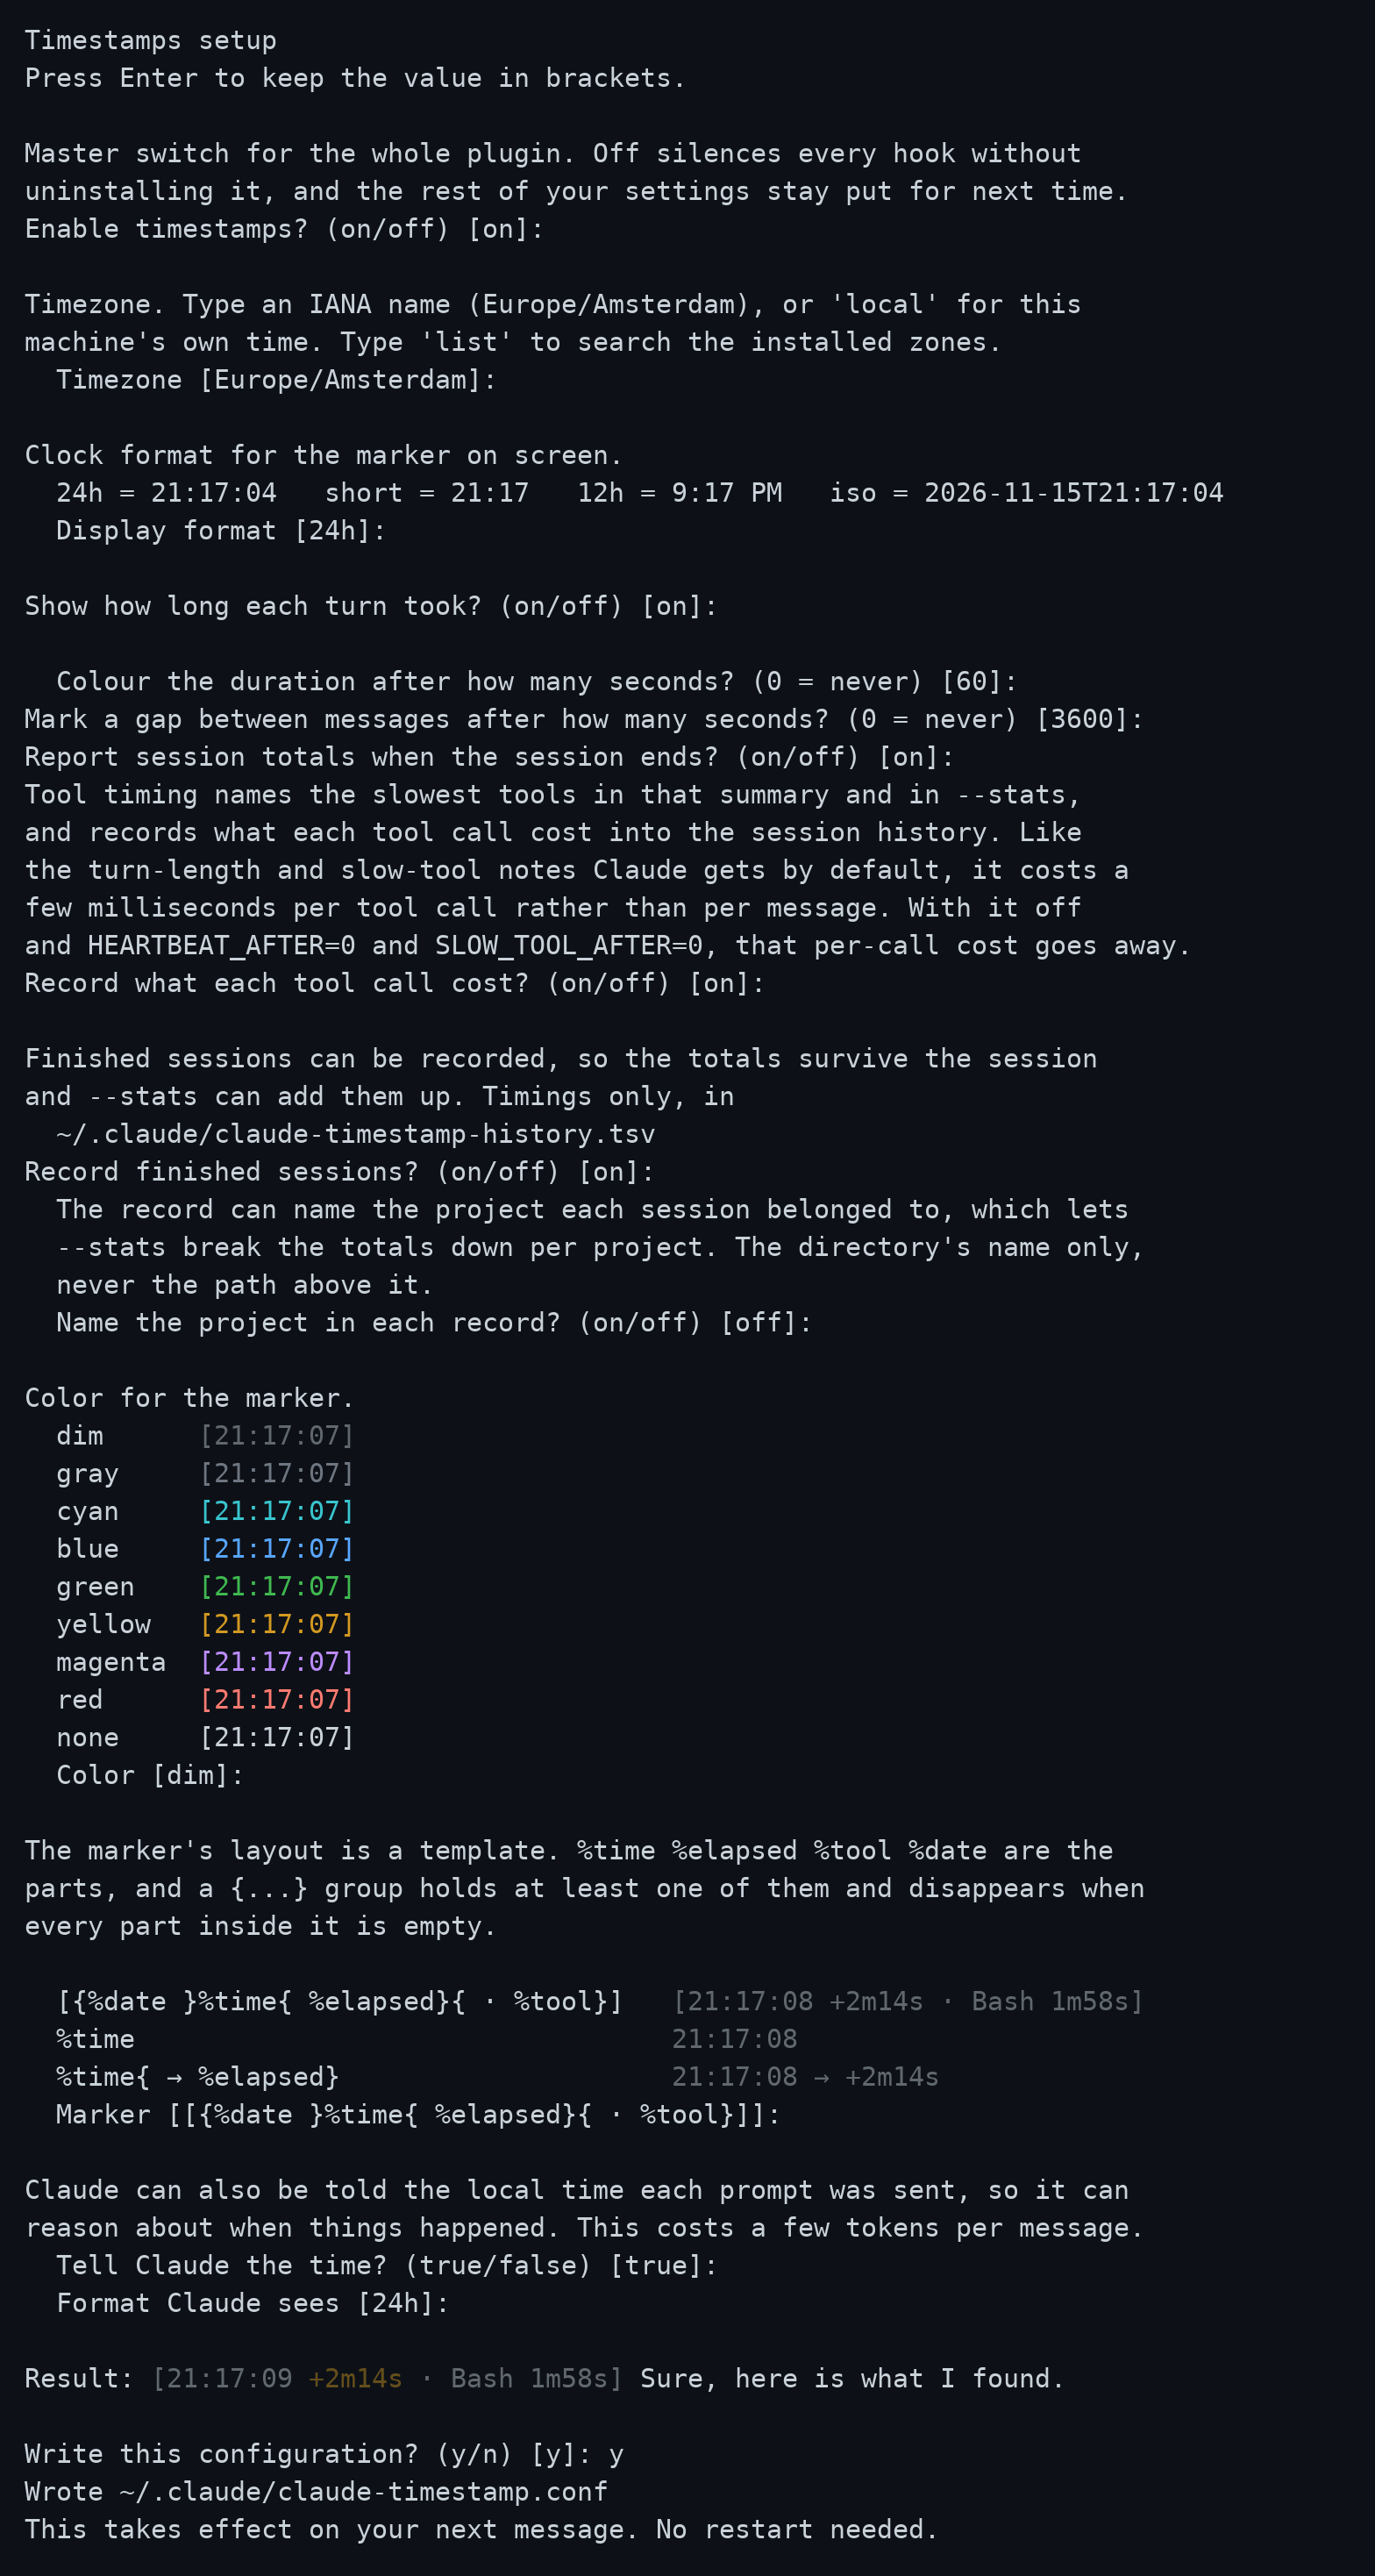 Timestamps setup
Press Enter to keep the value in brackets.

Master switch for the whole plugin. Off silences every hook without
uninstalling it, and the rest of your settings stay put for next time.
Enable timestamps? (on/off) [on]:

Timezone. Type an IANA name (Europe/Amsterdam), or 'local' for this
machine's own time. Type 'list' to search the installed zones.
  Timezone [Europe/Amsterdam]:

Clock format for the marker on screen.
  24h = 21:17:04   short = 21:17   12h = 9:17 PM   iso = 2026-11-15T21:17:04
  Display format [24h]:

Show how long each turn took? (on/off) [on]:

  Colour the duration after how many seconds? (0 = never) [60]:
Mark a gap between messages after how many seconds? (0 = never) [3600]:
Report session totals when the session ends? (on/off) [on]:
Tool timing names the slowest tools in that summary and in --stats,
and records what each tool call cost into the session history. Like
the turn-length and slow-tool notes Claude gets by default, it costs a
few milliseconds per tool call rather than per message. With it off
and HEARTBEAT_AFTER=0 and SLOW_TOOL_AFTER=0, that per-call cost goes away.
Record what each tool call cost? (on/off) [on]:

Finished sessions can be recorded, so the totals survive the session
and --stats can add them up. Timings only, in
  ~/.claude/claude-timestamp-history.tsv
Record finished sessions? (on/off) [on]:
  The record can name the project each session belonged to, which lets
  --stats break the totals down per project. The directory's name only,
  never the path above it.
  Name the project in each record? (on/off) [off]:

Color for the marker.
  dim      [21:17:07]
  gray     [21:17:07]
  cyan     [21:17:07]
  blue     [21:17:07]
  green    [21:17:07]
  yellow   [21:17:07]
  magenta  [21:17:07]
  red      [21:17:07]
  none     [21:17:07]
  Color [dim]:

The marker's layout is a template. %time %elapsed %tool %date are the
parts, and a {...} group holds at least one of them and disappears when
every part inside it is empty.

  [{%date }%time{ %elapsed}{ · %tool}]   [21:17:08 +2m14s · Bash 1m58s]
  %time                                  21:17:08
  %time{ → %elapsed}                     21:17:08 → +2m14s
  Marker [[{%date }%time{ %elapsed}{ · %tool}]]:

Claude can also be told the local time each prompt was sent, so it can
reason about when things happened. This costs a few tokens per message.
  Tell Claude the time? (true/false) [true]:
  Format Claude sees [24h]:

Result: [21:17:09 +2m14s · Bash 1m58s] Sure, here is what I found.

Write this configuration? (y/n) [y]: y
Wrote ~/.claude/claude-timestamp.conf
This takes effect on your next message. No restart needed.